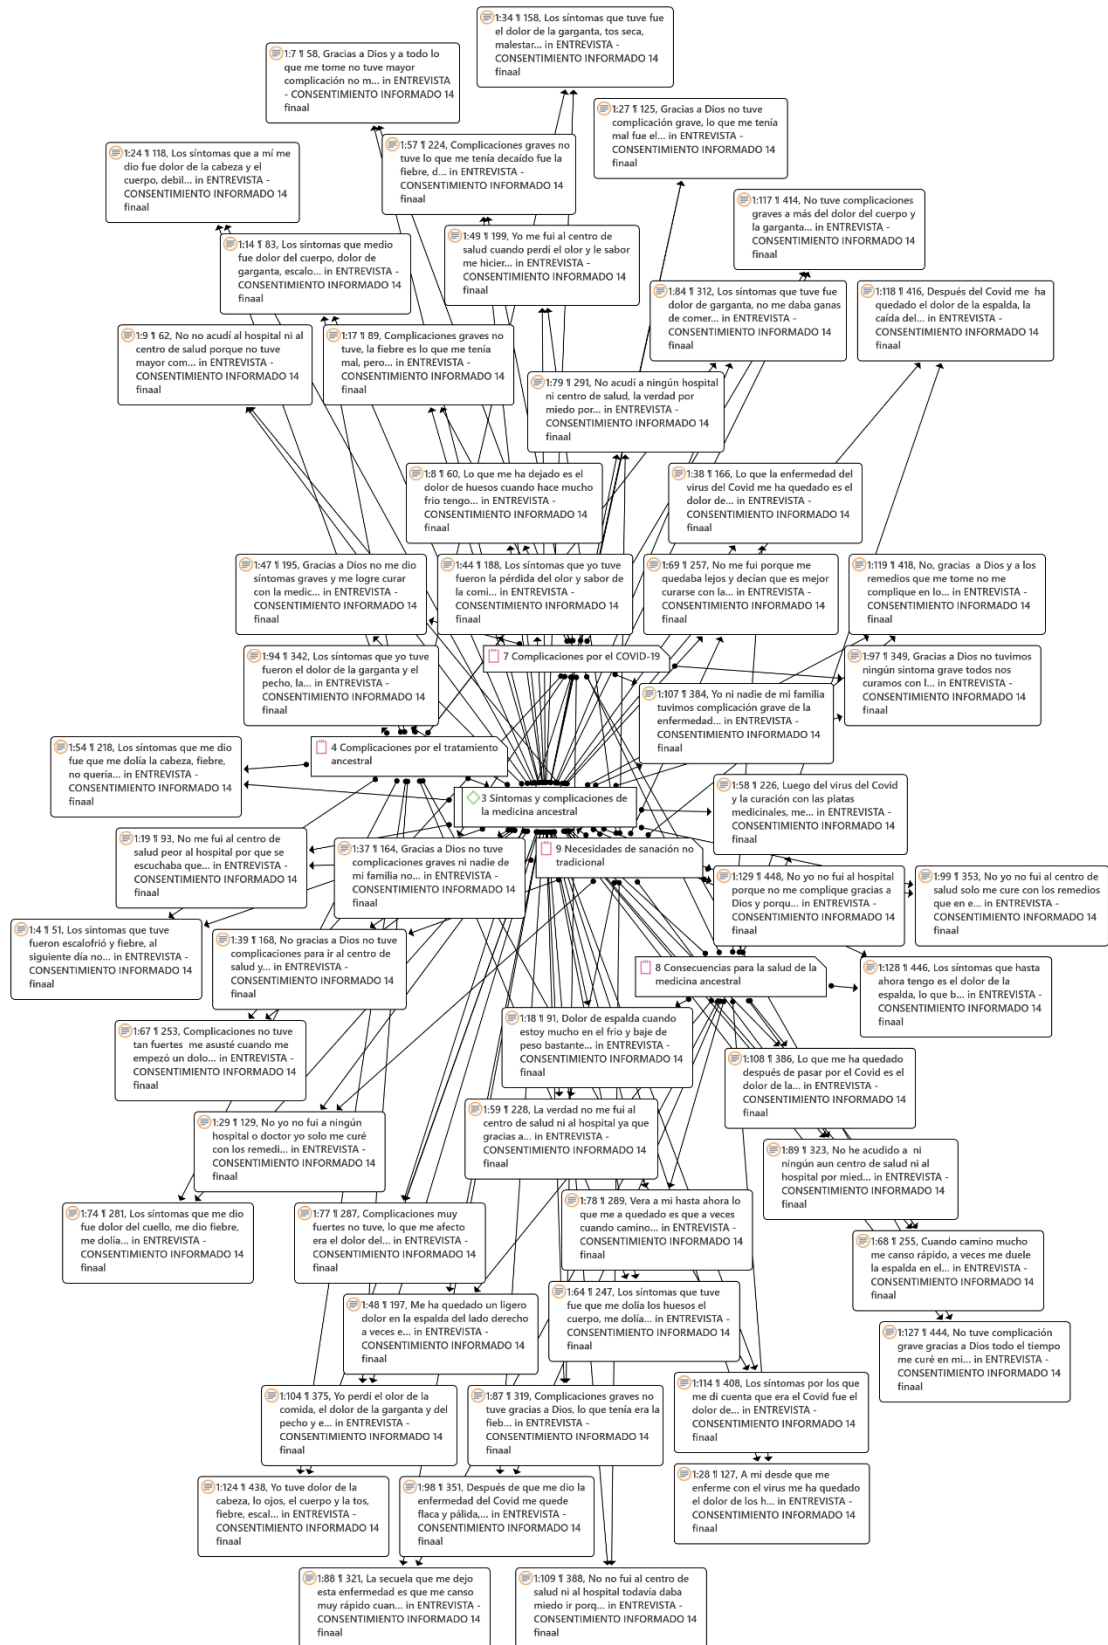 1:34 ¶ 158, Los síntomas que tuve fue
el dolor de la garganta, tos seca,
malestar... in ENTREVISTA -
CONSENTIMIENTO INFORMADO 14
finaal
1:7 ¶ 58, Gracias a Dios y a todo lo
que me tome no tuve mayor
complicación no m... in ENTREVISTA
- CONSENTIMIENTO INFORMADO 14
finaal
1:27 ¶ 125, Gracias a Dios no tuve
complicación grave, lo que me tenía
mal fue el... in ENTREVISTA -
CONSENTIMIENTO INFORMADO 14
finaal
1:57 ¶ 224, Complicaciones graves no
tuve lo que me tenía decaído fue la
fiebre, d... in ENTREVISTA -
CONSENTIMIENTO INFORMADO 14
finaal
1:24 ¶ 118, Los síntomas que a mí me
dio fue dolor de la cabeza y el
cuerpo, debil... in ENTREVISTA -
CONSENTIMIENTO INFORMADO 14
finaal
1:117 ¶ 414, No tuve complicaciones
graves a más del dolor del cuerpo y
la garganta... in ENTREVISTA -
CONSENTIMIENTO INFORMADO 14
finaal
1:49 ¶ 199, Yo me fui al centro de
salud cuando perdí el olor y le sabor
me hicier... in ENTREVISTA -
CONSENTIMIENTO INFORMADO 14
finaal
1:14 ¶ 83, Los síntomas que medio
fue dolor del cuerpo, dolor de
garganta, escalo... in ENTREVISTA -
CONSENTIMIENTO INFORMADO 14
finaal
1:84 ¶ 312, Los síntomas que tuve fue
dolor de garganta, no me daba ganas
de comer... in ENTREVISTA -
CONSENTIMIENTO INFORMADO 14
finaal
1:118 ¶ 416, Después del Covid me ha
quedado el dolor de la espalda, la
caída del... in ENTREVISTA -
CONSENTIMIENTO INFORMADO 14
finaal
1:9 ¶ 62, No no acudí al hospital ni al
centro de salud porque no tuve
mayor com... in ENTREVISTA -
CONSENTIMIENTO INFORMADO 14
finaal
1:17 ¶ 89, Complicaciones graves no
tuve, la fiebre es lo que me tenía
mal, pero... in ENTREVISTA -
CONSENTIMIENTO INFORMADO 14
finaal
1:79 ¶ 291, No acudí a ningún hospital
ni centro de salud, la verdad por
miedo por... in ENTREVISTA -
CONSENTIMIENTO INFORMADO 14
finaal
1:8 ¶ 60, Lo que me ha dejado es el
dolor de huesos cuando hace mucho
frio tengo... in ENTREVISTA -
CONSENTIMIENTO INFORMADO 14
finaal
1:38 ¶ 166, Lo que la enfermedad del
virus del Covid me ha quedado es el
dolor de... in ENTREVISTA -
CONSENTIMIENTO INFORMADO 14
finaal
1:47 ¶ 195, Gracias a Dios no me dio
síntomas graves y me logre curar
con la medic... in ENTREVISTA -
CONSENTIMIENTO INFORMADO 14
finaal
1:44 ¶ 188, Los síntomas que yo tuve
fueron la pérdida del olor y sabor de
la comi... in ENTREVISTA -
CONSENTIMIENTO INFORMADO 14
finaal
1:69 ¶ 257, No me fui porque me
quedaba lejos y decían que es mejor
curarse con la... in ENTREVISTA -
CONSENTIMIENTO INFORMADO 14
finaal
1:119 ¶ 418, No, gracias a Dios y a los
remedios que me tome no me
complique en lo... in ENTREVISTA -
CONSENTIMIENTO INFORMADO 14
finaal
1:94 ¶ 342, Los síntomas que yo tuve
fueron el dolor de la garganta y el
pecho, la... in ENTREVISTA -
CONSENTIMIENTO INFORMADO 14
finaal
7 Complicaciones por el COVID-19
1:97 ¶ 349, Gracias a Dios no tuvimos
ningún síntoma grave todos nos
curamos con l... in ENTREVISTA -
CONSENTIMIENTO INFORMADO 14
finaal
1:107 ¶ 384, Yo ni nadie de mi familia
tuvimos complicación grave de la
enfermedad... in ENTREVISTA -
CONSENTIMIENTO INFORMADO 14
finaal
1:54 ¶ 218, Los síntomas que me dio
fue que me dolía la cabeza, fiebre,
no quería... in ENTREVISTA -
CONSENTIMIENTO INFORMADO 14
finaal
4 Complicaciones por el tratamiento
ancestral
3 Síntomas y complicaciones de
la medicina ancestral
1:58 ¶ 226, Luego del virus del Covid
y la curación con las platas
medicinales, me... in ENTREVISTA -
CONSENTIMIENTO INFORMADO 14
finaal
1:19 ¶ 93, No me fui al centro de
salud peor al hospital por que se
escuchaba que... in ENTREVISTA -
CONSENTIMIENTO INFORMADO 14
finaal
1:37 ¶ 164, Gracias a Dios no tuve
complicaciones graves ni nadie de
mi familia no... in ENTREVISTA -
CONSENTIMIENTO INFORMADO 14
finaal
9 Necesidades de sanación no
tradicional
1:129 ¶ 448, No yo no fui al hospital
porque no me complique gracias a
Dios y porqu... in ENTREVISTA -
CONSENTIMIENTO INFORMADO 14
finaal
1:99 ¶ 353, No yo no fui al centro de
salud solo me cure con los remedios
que en e... in ENTREVISTA -
CONSENTIMIENTO INFORMADO 14
finaal
1:4 ¶ 51, Los síntomas que tuve
fueron escalofrió y fiebre, al
siguiente día no... in ENTREVISTA -
CONSENTIMIENTO INFORMADO 14
finaal
1:39 ¶ 168, No gracias a Dios no tuve
complicaciones para ir al centro de
salud y... in ENTREVISTA -
CONSENTIMIENTO INFORMADO 14
finaal
8 Consecuencias para la salud de la
medicina ancestral
1:128 ¶ 446, Los síntomas que hasta
ahora tengo es el dolor de la
espalda, lo que b... in ENTREVISTA -
CONSENTIMIENTO INFORMADO 14
finaal
1:18 ¶ 91, Dolor de espalda cuando
estoy mucho en el frio y baje de
peso bastante... in ENTREVISTA -
CONSENTIMIENTO INFORMADO 14
finaal
1:67 ¶ 253, Complicaciones no tuve
tan fuertes me asusté cuando me
empezó un dolo... in ENTREVISTA -
CONSENTIMIENTO INFORMADO 14
finaal
1:108 ¶ 386, Lo que me ha quedado
después de pasar por el Covid es el
dolor de la... in ENTREVISTA -
CONSENTIMIENTO INFORMADO 14
finaal
1:29 ¶ 129, No yo no fui a ningún
hospital o doctor yo solo me curé
con los remedi... in ENTREVISTA -
CONSENTIMIENTO INFORMADO 14
finaal
1:59 ¶ 228, La verdad no me fui al
centro de salud ni al hospital ya que
gracias a... in ENTREVISTA -
CONSENTIMIENTO INFORMADO 14
finaal
1:89 ¶ 323, No he acudido a ni
ningún aun centro de salud ni al
hospital por mied... in ENTREVISTA -
CONSENTIMIENTO INFORMADO 14
finaal
1:74 ¶ 281, Los síntomas que me dio
fue dolor del cuello, me dio fiebre,
me dolía... in ENTREVISTA -
CONSENTIMIENTO INFORMADO 14
finaal
1:77 ¶ 287, Complicaciones muy
fuertes no tuve, lo que me afecto
era el dolor del... in ENTREVISTA -
CONSENTIMIENTO INFORMADO 14
finaal
1:78 ¶ 289, Vera a mi hasta ahora lo
que me a quedado es que a veces
cuando camino... in ENTREVISTA -
CONSENTIMIENTO INFORMADO 14
finaal
1:68 ¶ 255, Cuando camino mucho
me canso rápido, a veces me duele
la espalda en el... in ENTREVISTA -
CONSENTIMIENTO INFORMADO 14
finaal
1:48 ¶ 197, Me ha quedado un ligero
dolor en la espalda del lado derecho
a veces e... in ENTREVISTA -
CONSENTIMIENTO INFORMADO 14
finaal
1:64 ¶ 247, Los síntomas que tuve
fue que me dolía los huesos el
cuerpo, me dolía... in ENTREVISTA -
CONSENTIMIENTO INFORMADO 14
finaal
1:127 ¶ 444, No tuve complicación
grave gracias a Dios todo el tiempo
me curé en mi... in ENTREVISTA -
CONSENTIMIENTO INFORMADO 14
finaal
1:104 ¶ 375, Yo perdí el olor de la
comida, el dolor de la garganta y del
pecho y e... in ENTREVISTA -
CONSENTIMIENTO INFORMADO 14
finaal
1:87 ¶ 319, Complicaciones graves no
tuve gracias a Dios, lo que tenía era la
fieb... in ENTREVISTA -
CONSENTIMIENTO INFORMADO 14
finaal
1:114 ¶ 408, Los síntomas por los que
me di cuenta que era el Covid fue el
dolor de... in ENTREVISTA -
CONSENTIMIENTO INFORMADO 14
finaal
1:124 ¶ 438, Yo tuve dolor de la
cabeza, lo ojos, el cuerpo y la tos,
fiebre, escal... in ENTREVISTA -
CONSENTIMIENTO INFORMADO 14
finaal
1:98 ¶ 351, Después de que me dio la
enfermedad del Covid me quede
flaca y pálida,... in ENTREVISTA -
CONSENTIMIENTO INFORMADO 14
finaal
1:28 ¶ 127, A mi desde que me
enferme con el virus me ha quedado
el dolor de los h... in ENTREVISTA -
CONSENTIMIENTO INFORMADO 14
finaal
1:88 ¶ 321, La secuela que me dejo
esta enfermedad es que me canso
muy rápido cuan... in ENTREVISTA -
CONSENTIMIENTO INFORMADO 14
finaal
1:109 ¶ 388, No no fui al centro de
salud ni al hospital todavía daba
miedo ir porq... in ENTREVISTA -
CONSENTIMIENTO INFORMADO 14
finaal